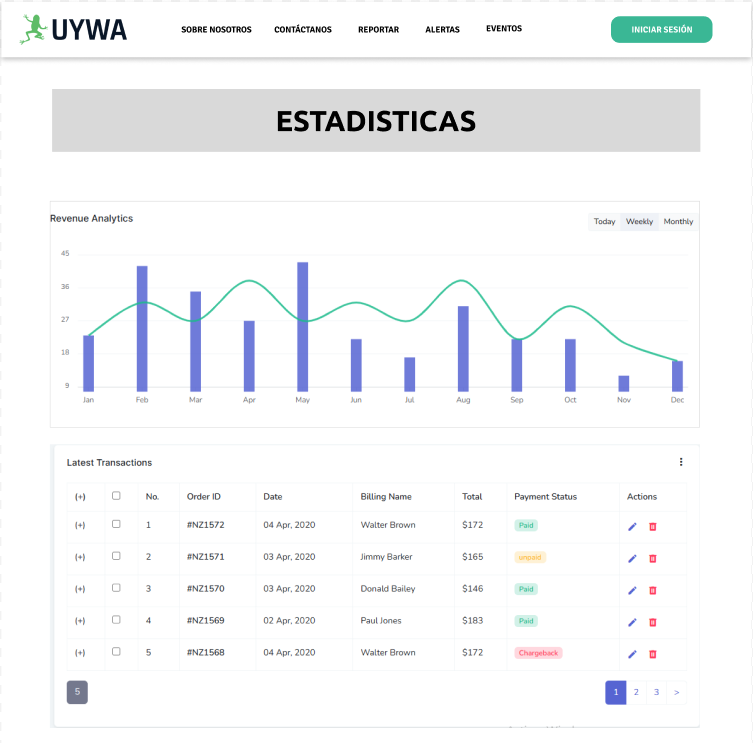 UYWA SOBRE NOSOTROS CONTÁCTANOS REPORTAR ALERTAS EVENTOS INICIAR SESIÓN
ESTADISTICAS
Revenue Analytics Today Weekly Monthly
45
36
27
18
9
Jan Feb Mar Apr May Jun Jul Aug Sep Oct Nov Dec
Latest Transactions
(+) No. Order ID Date Billing Name Total Payment Status Actions
(+) 1 #NZ1572 04 Apr, 2020 Walter Brown $172 Paid
(+) 2 #NZ1571 03 Apr, 2020 Jimmy Barker $165 unpaid
(+) 3 #NZ1570 03 Apr, 2020 Donald Bailey $146 Paid
(+) 4 #NZ1569 02 Apr, 2020 Paul Jones $183 Paid
(+) 5 #NZ1568 04 Apr, 2020 Walter Brown $172 Chargeback
5 1 2 3 >